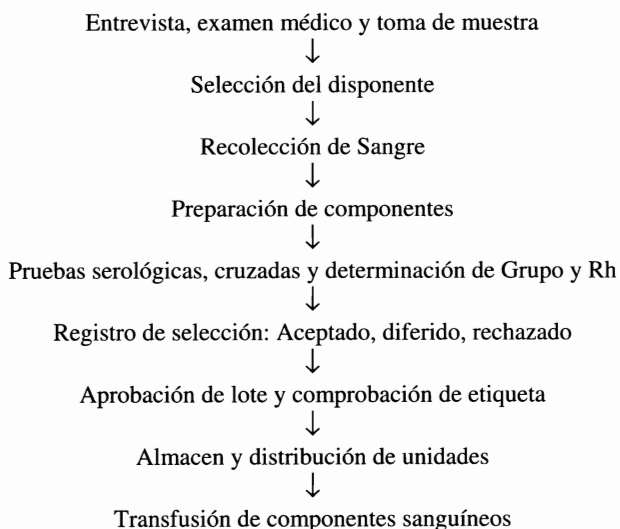 Entrevista, examen médico y toma de muestra
↓
Selección del disponente
↓
Recolección de Sangre
↓
Preparación de componentes
↓
Pruebas serológicas, cruzadas y determinación de Grupo y Rh
↓
Registro de selección: Aceptado, diferido, rechazado
↓
Aprobación de lote y comprobación de etiqueta
↓
Almacen y distribución de unidades
↓
Transfusión de componentes sanguíneos